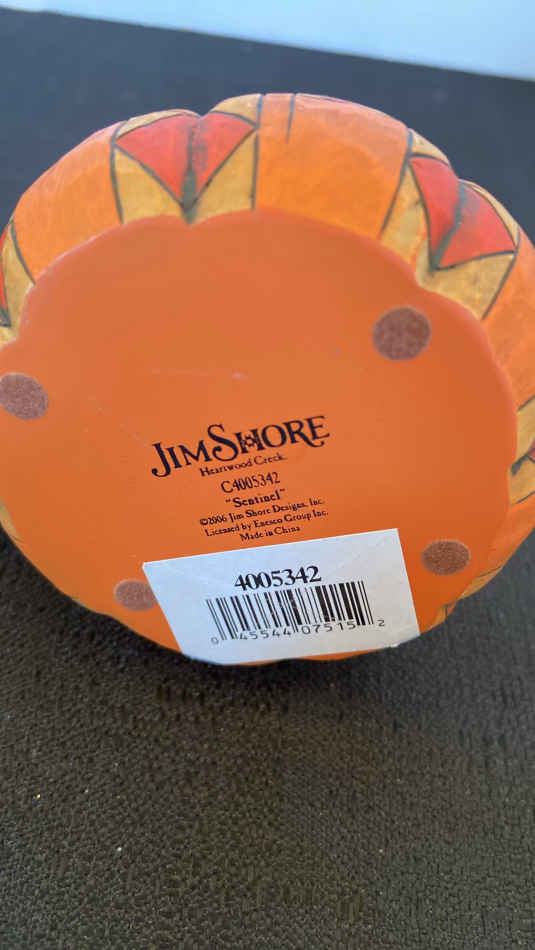 JIM SHORE
Heartwood Creek.
C4005342
"Sentinel"
©2006 Jim Shore Designs, Inc.
Licensed by Enesco Group Inc.
Made in China
4005342
0 45544 07515 2